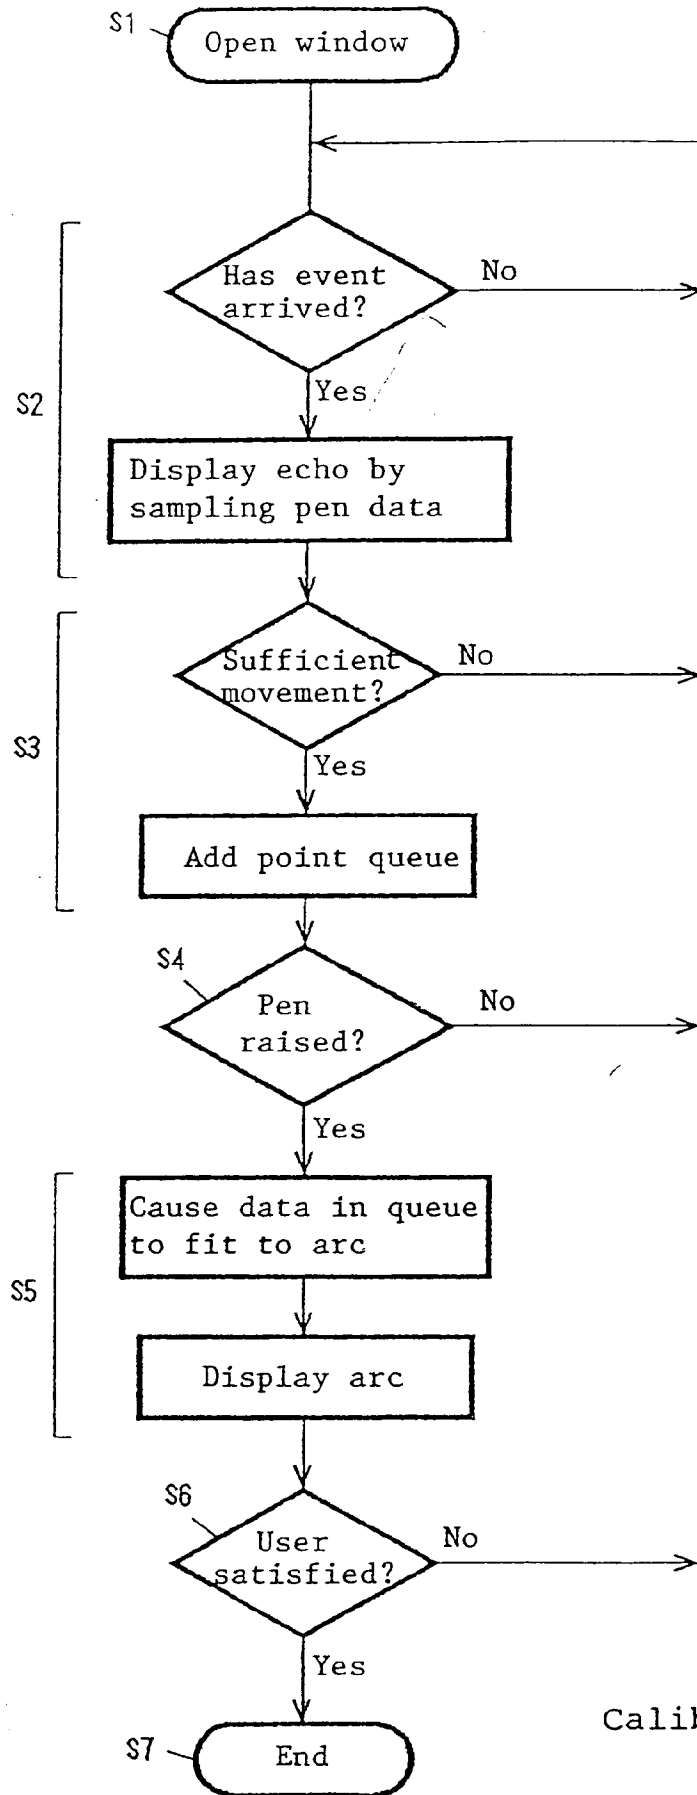 S1
Open window
Has event
arrived?
No
Yes
S2
Display echo by
sampling pen data
Sufficient
movement?
No
Yes
S3
Add point queue
S4
Pen
raised?
No
Yes
Cause data in queue
to fit to arc
S5
Display arc
S6
User
satisfied?
No
Yes
S7
End